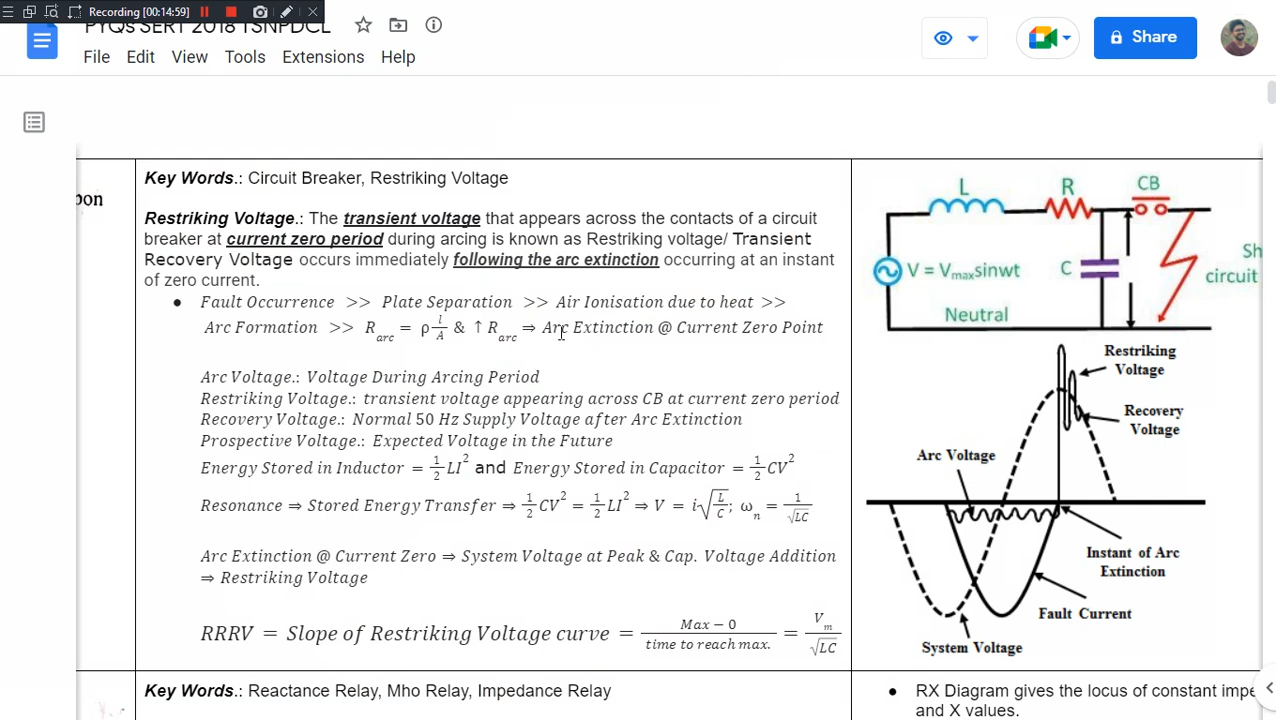 Recording [00:14:59]
PYQs SERT 2018 TSNPDCL
File Edit View Tools Extensions Help
Share
Key Words.: Circuit Breaker, Restriking Voltage
Restriking Voltage.: The transient voltage that appears across the contacts of a circuit
breaker at current zero period during arcing is known as Restriking voltage/ Transient
Recovery Voltage occurs immediately following the arc extinction occurring at an instant
of zero current.
● Fault Occurrence >> Plate Separation >> Air Ionisation due to heat >>
Arc Formation >> R_arc = ρ l/A & ↑ R_arc ⇒ Arc Extinction @ Current Zero Point
Arc Voltage.: Voltage During Arcing Period
Restriking Voltage.: transient voltage appearing across CB at current zero period
Recovery Voltage.: Normal 50 Hz Supply Voltage after Arc Extinction
Prospective Voltage.: Expected Voltage in the Future
Energy Stored in Inductor = 1/2 LI² and Energy Stored in Capacitor = 1/2 CV²
Resonance ⇒ Stored Energy Transfer ⇒ 1/2 CV² = 1/2 LI² ⇒ V = i√(L/C); ω_n = 1/√LC
Arc Extinction @ Current Zero ⇒ System Voltage at Peak & Cap. Voltage Addition
⇒ Restriking Voltage
RRRV = Slope of Restriking Voltage curve = Max − 0 / time to reach max. = V_m/√LC
L R CB
V = Vmaxsinwt
C
Sh
circuit
Neutral
Restriking
Voltage
Recovery
Voltage
Arc Voltage
Instant of Arc
Extinction
Fault Current
System Voltage
Key Words.: Reactance Relay, Mho Relay, Impedance Relay
● RX Diagram gives the locus of constant impe
and X values.